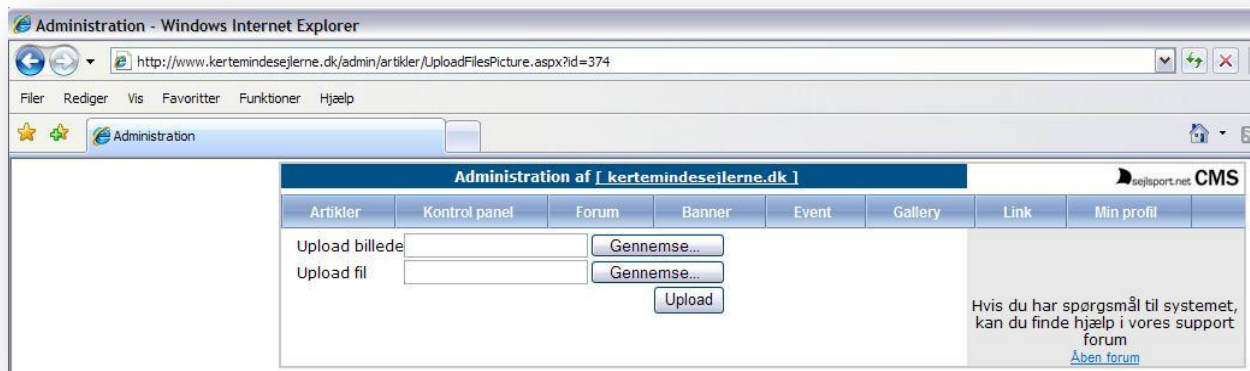 Administration - Windows Internet Explorer
http://www.kertemindesejlerne.dk/admin/artikler/UploadFilesPicture.aspx?id=374
Filer Rediger Vis Favoritter Funktioner Hjælp
Administration
Administration af [ kertemindesejlerne.dk ]
sejlsport.net CMS
Artikler Kontrol panel Forum Banner Event Gallery Link Min profil
Upload billede Gennemse...
Upload fil Gennemse...
Upload
Hvis du har spørgsmål til systemet,
kan du finde hjælp i vores support
forum
Åben forum